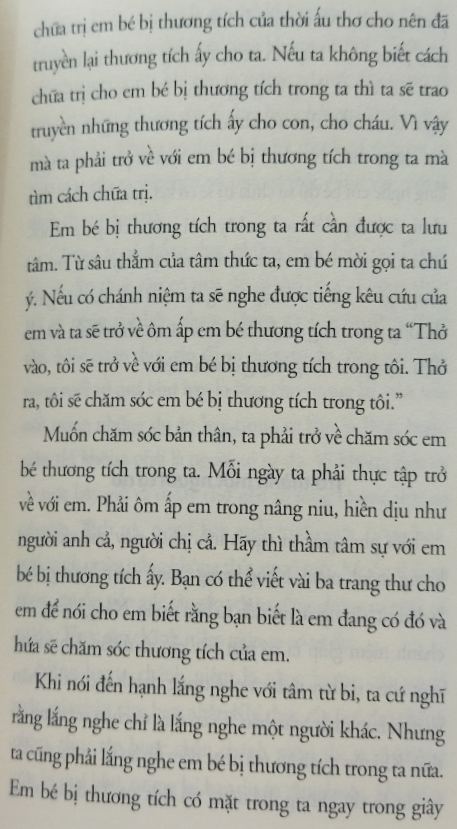 chữa trị em bé bị thương tích của thời ấu thơ cho nên đã
truyền lại thương tích ấy cho ta. Nếu ta không biết cách
chữa trị cho em bé bị thương tích trong ta thì ta sẽ trao
truyền những thương tích ấy cho con, cho cháu. Vì vậy
mà ta phải trở về với em bé bị thương tích trong ta mà
tìm cách chữa trị.
Em bé bị thương tích trong ta rất cần được ta lưu
tâm. Từ sâu thẳm của tâm thức ta, em bé mời gọi ta chú
ý. Nếu có chánh niệm ta sẽ nghe được tiếng kêu cứu của
em và ta sẽ trở về ôm ấp em bé thương tích trong ta “Thở
vào, tôi sẽ trở về với em bé bị thương tích trong tôi. Thở
ra, tôi sẽ chăm sóc em bé bị thương tích trong tôi.”
Muốn chăm sóc bản thân, ta phải trở về chăm sóc em
bé thương tích trong ta. Mỗi ngày ta phải thực tập trở
về với em. Phải ôm ấp em trong nâng niu, hiền dịu như
người anh cả, người chị cả. Hãy thì thầm tâm sự với em
bé bị thương tích ấy. Bạn có thể viết vài ba trang thư cho
em để nói cho em biết rằng bạn biết là em đang có đó và
hứa sẽ chăm sóc thương tích của em.
Khi nói đến hạnh lắng nghe với tâm từ bi, ta cứ nghĩ
rằng lắng nghe chỉ là lắng nghe một người khác. Nhưng
ta cũng phải lắng nghe em bé bị thương tích trong ta nữa.
Em bé bị thương tích có mặt trong ta ngay trong giây